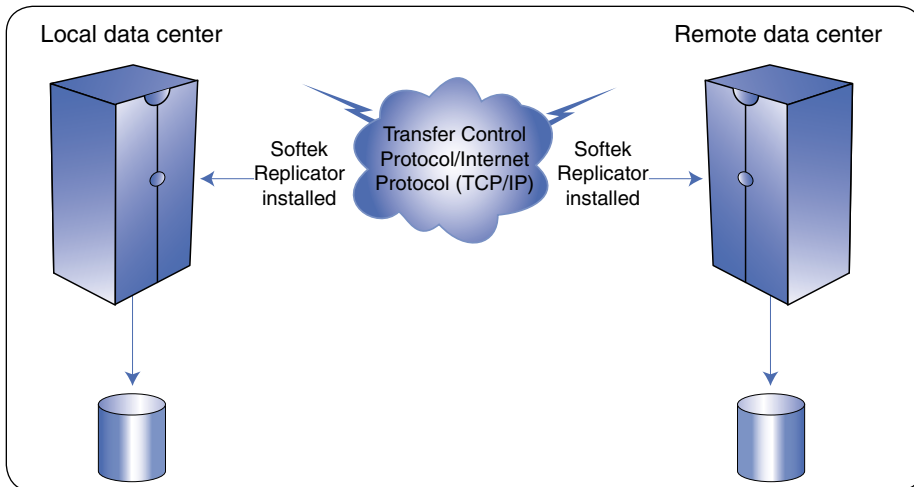 Local data center
Remote data center
Transfer Control
Protocol/Internet
Protocol (TCP/IP)
Softek
Replicator
installed
Softek
Replicator
installed